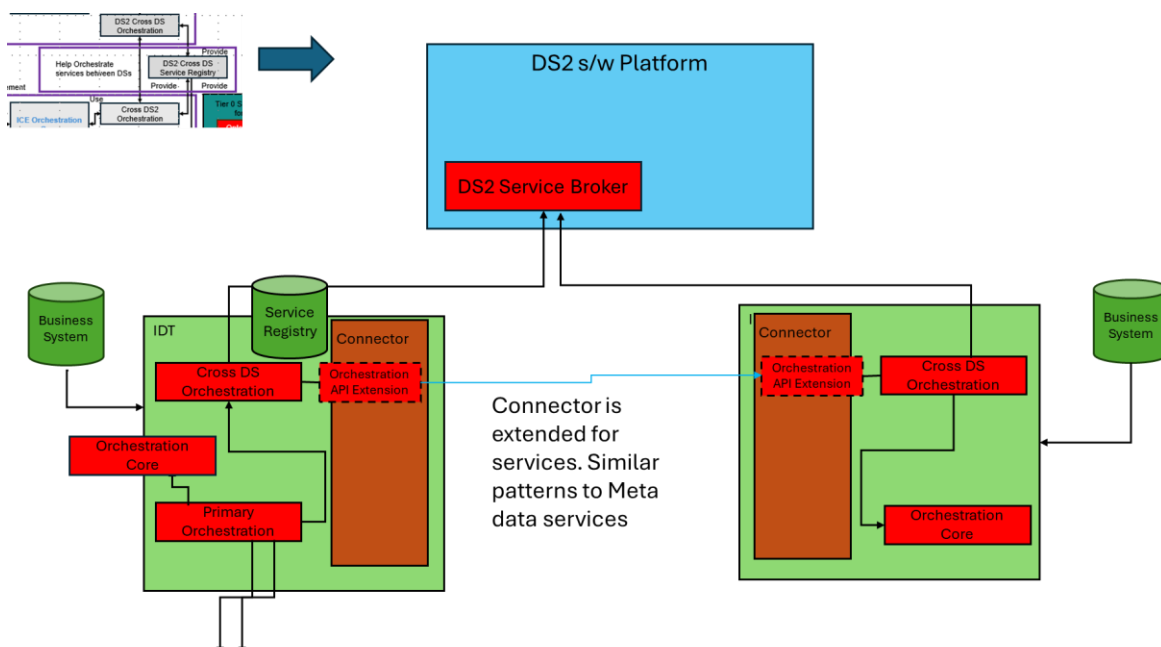 DS2 Cross DS
Orchestration
Provide
Help Orchestrate
services between DSs
DS2 Cross DS
Service Registry
ement
Provide
Provide
Use
Cross DS2
Orchestration
ICE Orchestration
Tier 0 S
fo
DS2 s/w Platform
DS2 Service Broker
Business
System
IDT
Service
Registry
Connector
Cross DS
Orchestration
Orchestration
API Extension
Orchestration
Core
Primary
Orchestration
Connector is
extended for
services. Similar
patterns to Meta
data services
I
Connector
Orchestration
API Extension
Cross DS
Orchestration
Orchestration
Core
Business
System